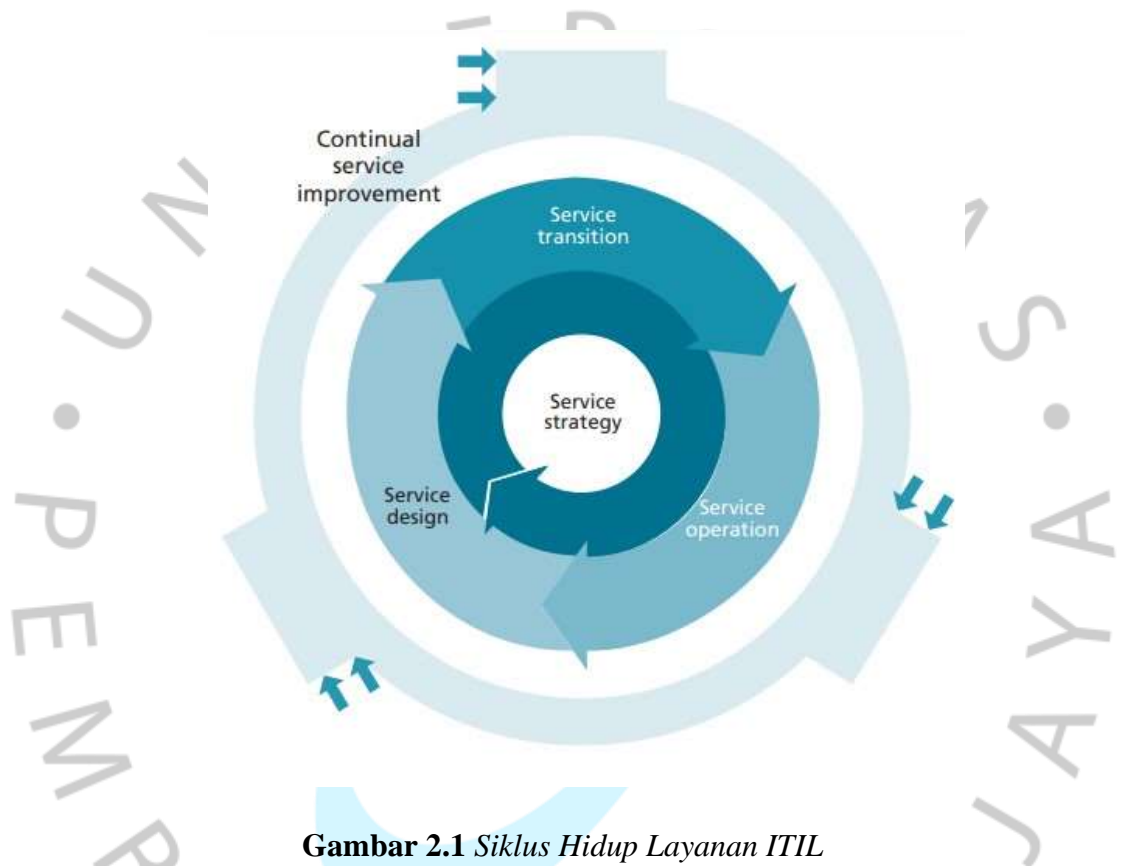 Continual
service
improvement
Service
transition
Service
strategy
Service
design
Service
operation
U N
S •
• P E M
J A Y A
Gambar 2.1 Siklus Hidup Layanan ITIL